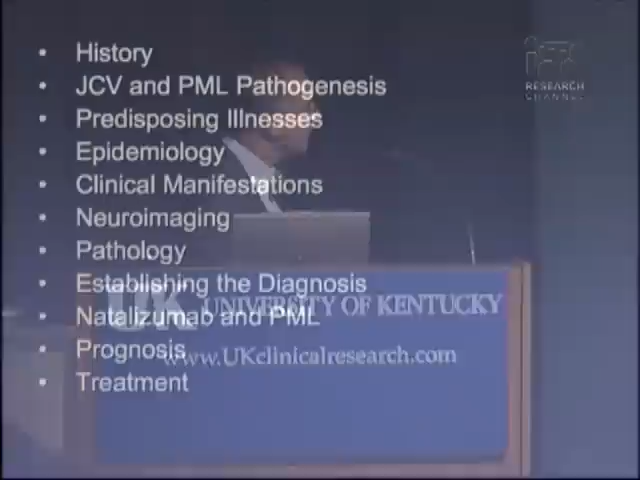 • History
• JCV and PML Pathogenesis
• Predisposing Illnesses
• Epidemiology
• Clinical Manifestations
• Neuroimaging
• Pathology
• Establishing the Diagnosis
• Natalizumab and PML
• Prognosis
• Treatment
RESEARCH
CHANNEL
UK UNIVERSITY OF KENTUCKY
www.UKclinicalresearch.com